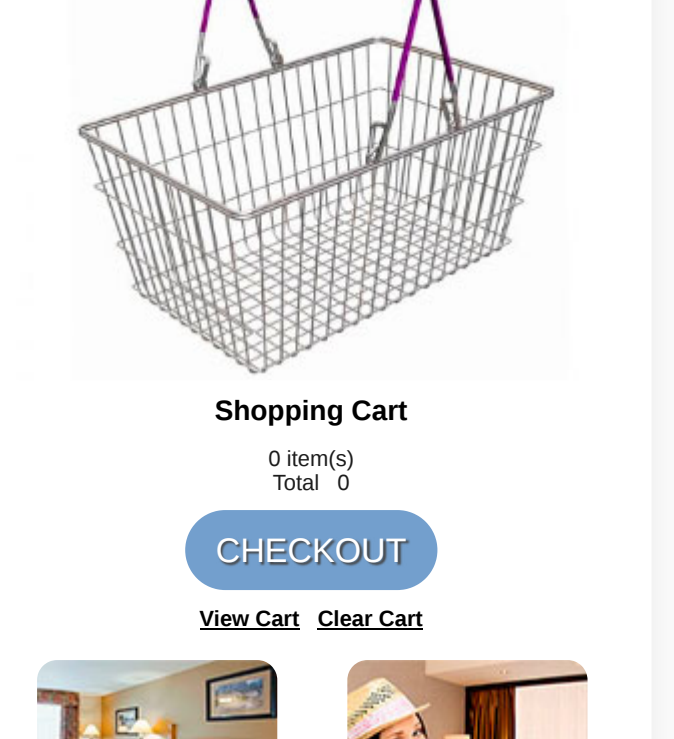 Shopping Cart
0 item(s)
Total 0
CHECKOUT
View Cart Clear Cart